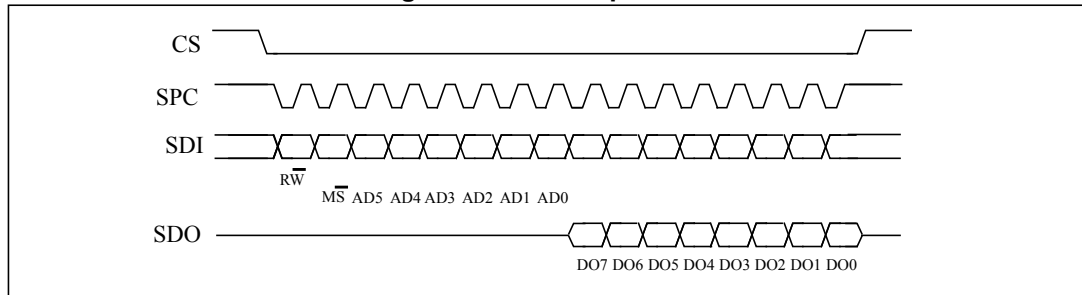 CS
SPC
SDI
RW
MS AD5 AD4 AD3 AD2 AD1 AD0
SDO
DO7 DO6 DO5 DO4 DO3 DO2 DO1 DO0